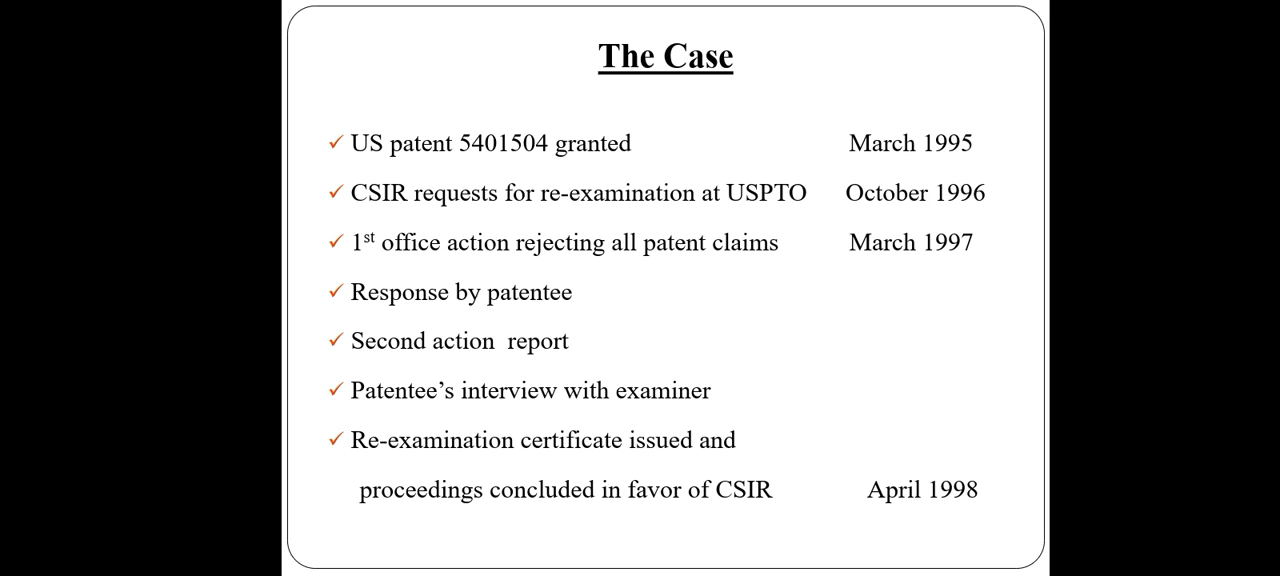 The Case
✓ US patent 5401504 granted March 1995
✓ CSIR requests for re-examination at USPTO October 1996
✓ 1st office action rejecting all patent claims March 1997
✓ Response by patentee
✓ Second action  report
✓ Patentee’s interview with examiner
✓ Re-examination certificate issued and
proceedings concluded in favor of CSIR April 1998